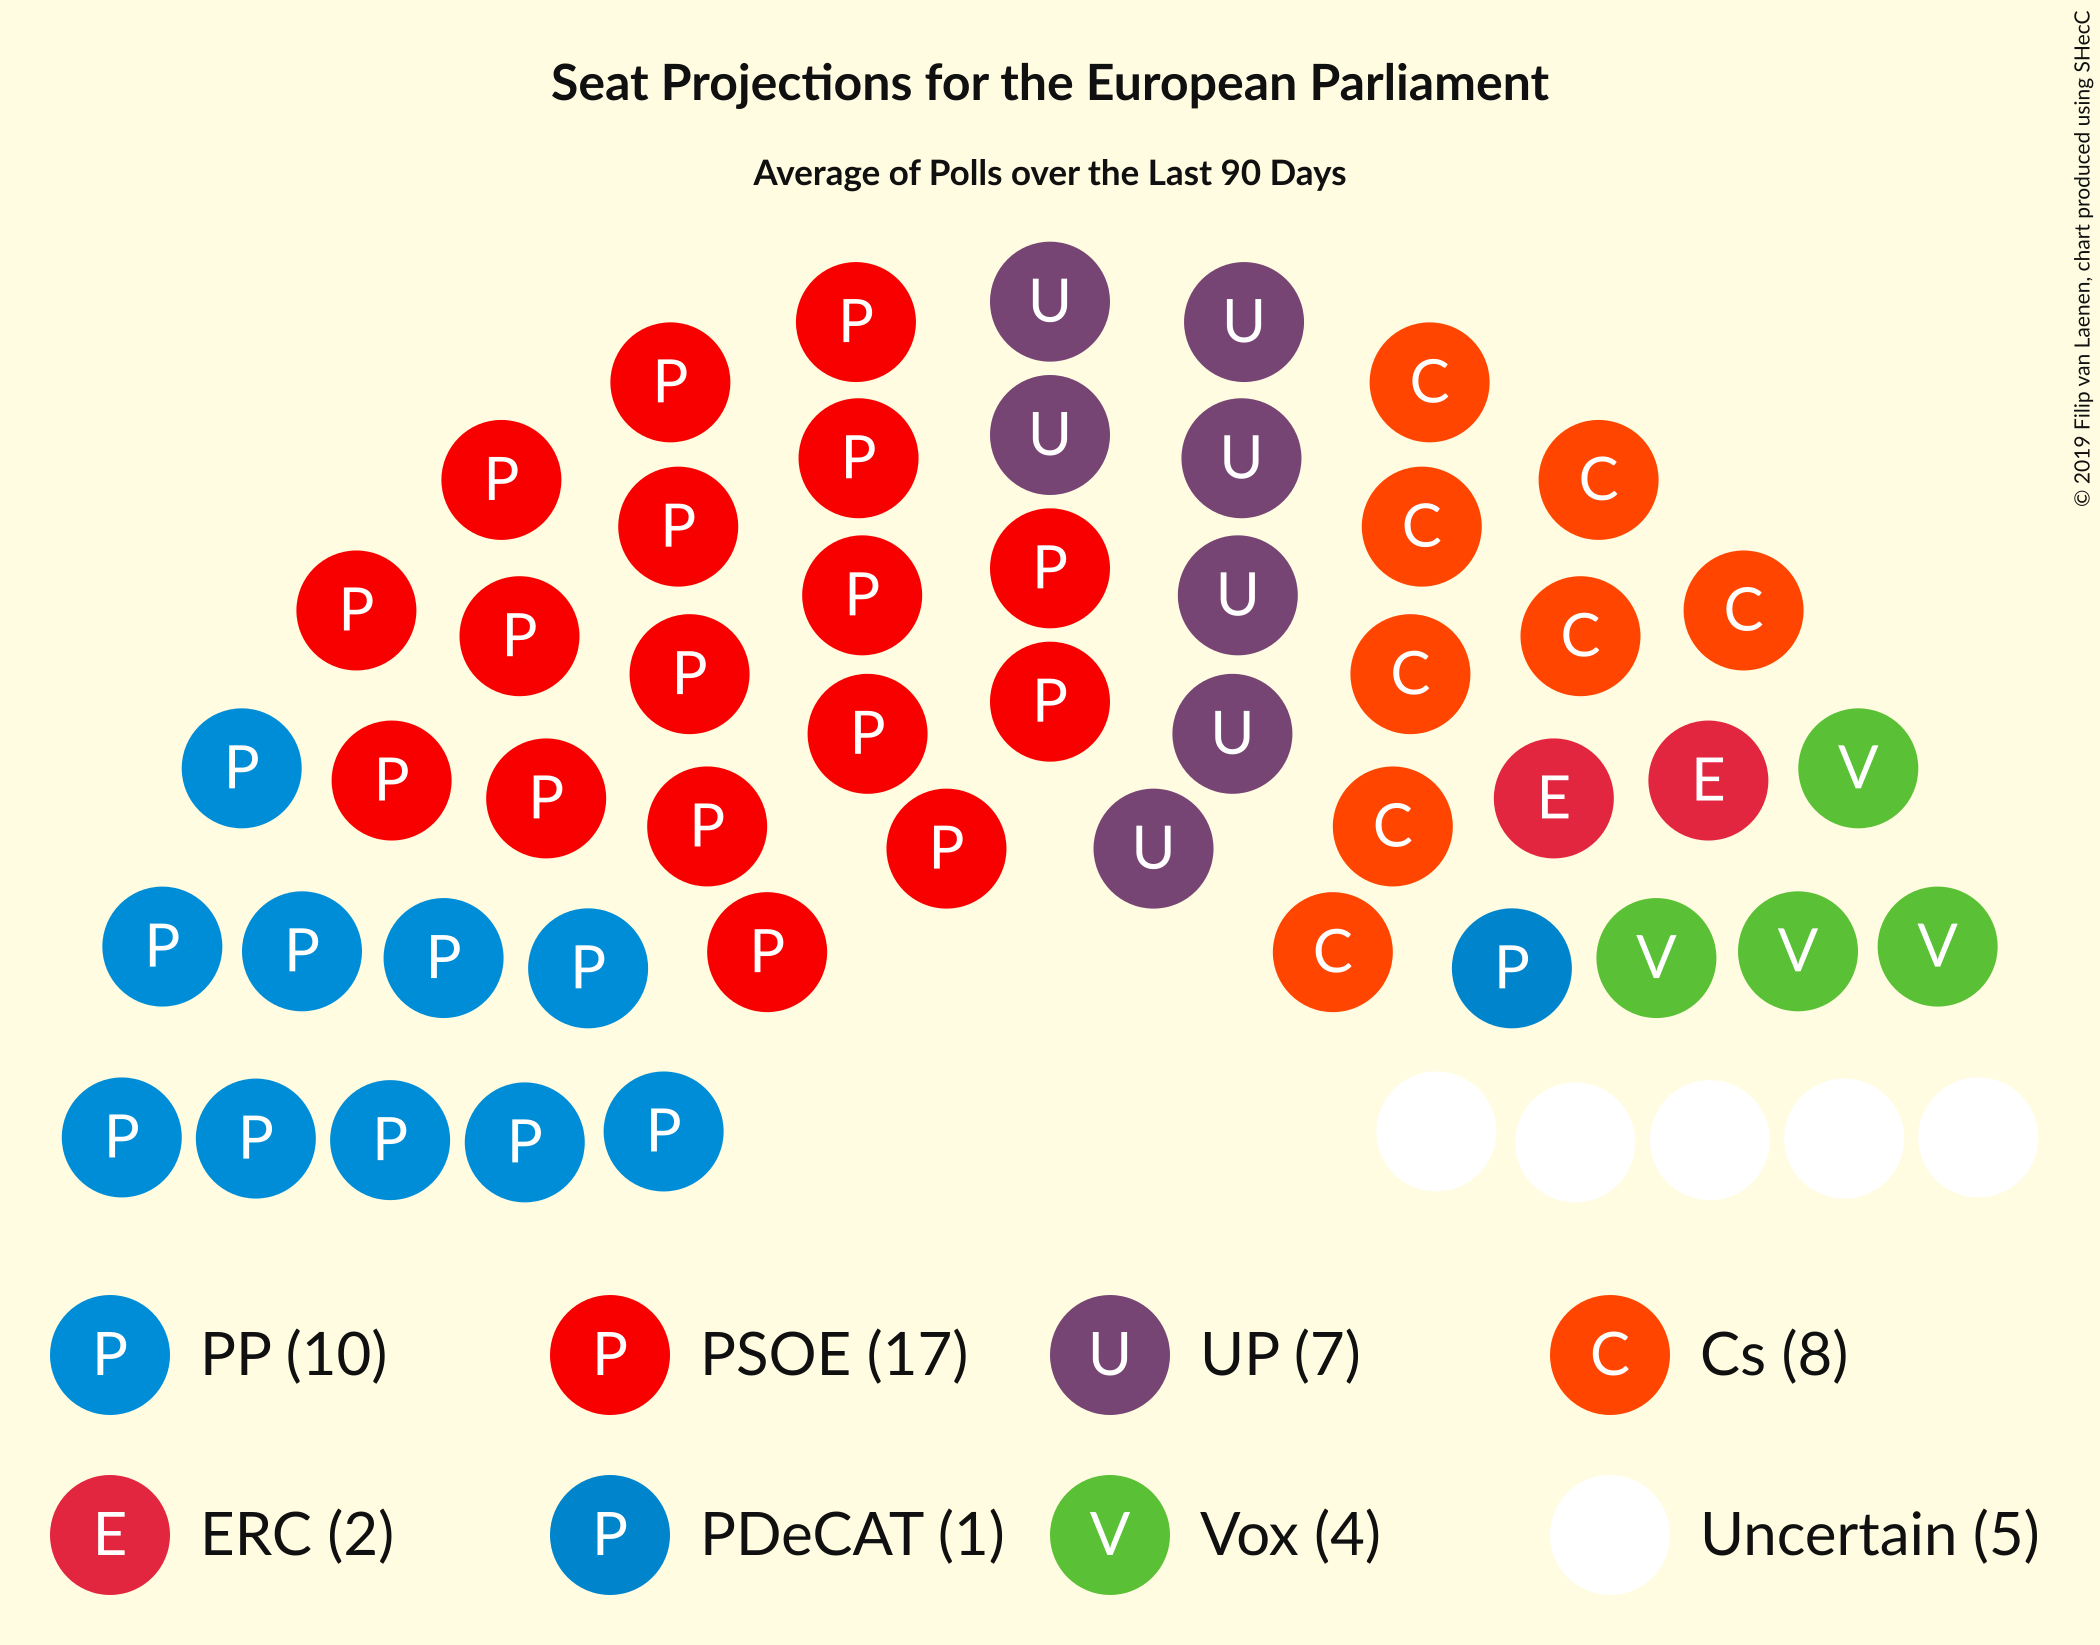 Seat Projections for the European Parliament
Average of Polls over the Last 90 Days
© 2019 Filip van Laenen, chart produced using SHecC
U
P U
P C
U
P C
P U
P C
P
P U
P C
P C
P C
P C
P U
P
P E E V
P P E
P C
P U
P P P P P C P V V V
P P P P P
P PP (10) P PSOE (17) U UP (7) C Cs (8)
E ERC (2) P PDeCAT (1) V Vox (4) Uncertain (5)